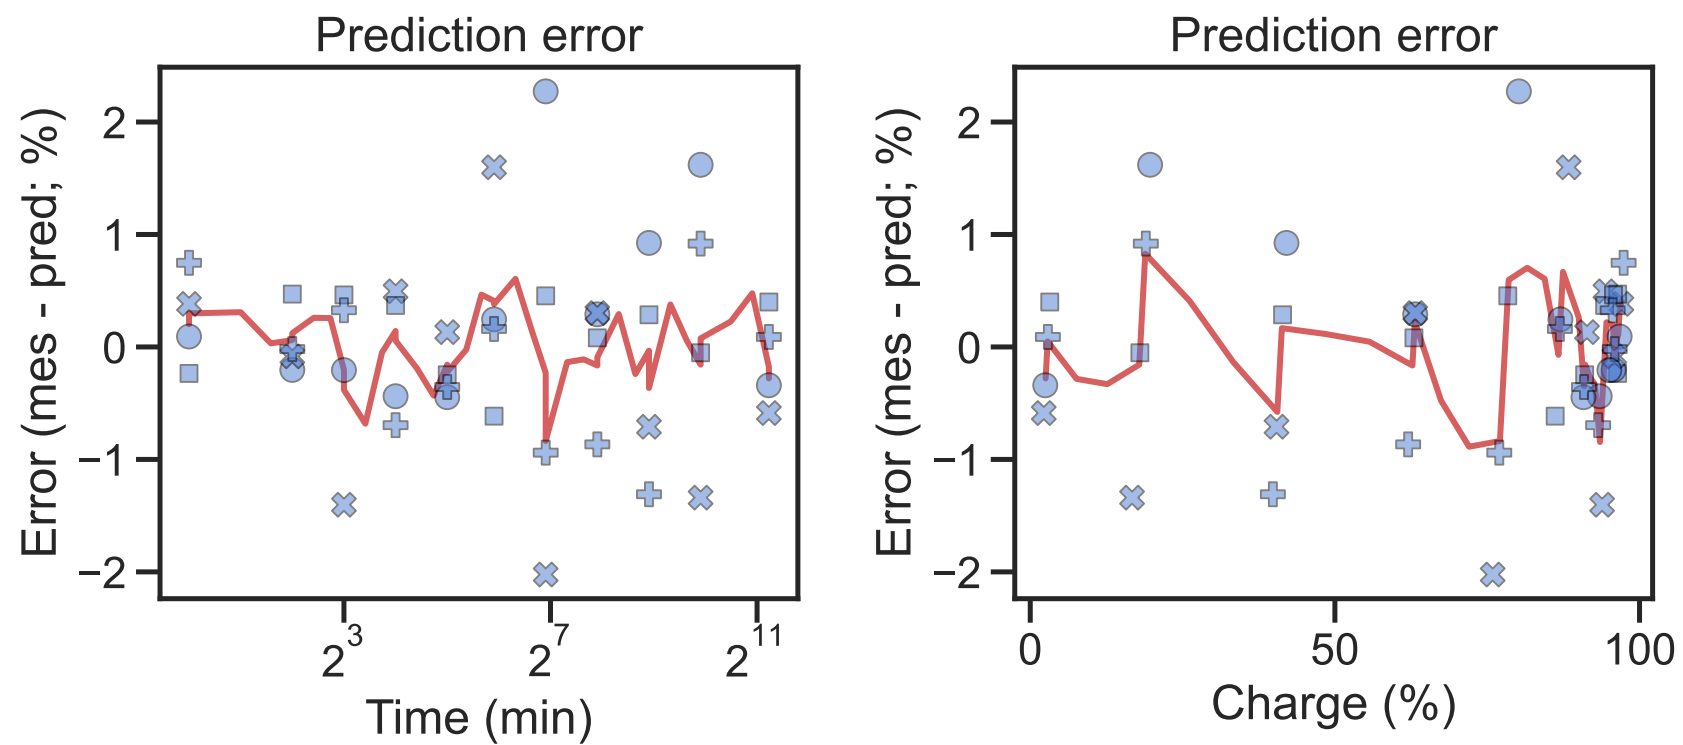 Prediction error
Error (mes - pred; %)
2
1
0
−1
−2
2^3
2^7
2^11
Time (min)
Prediction error
Error (mes - pred; %)
2
1
0
−1
−2
0
50
100
Charge (%)